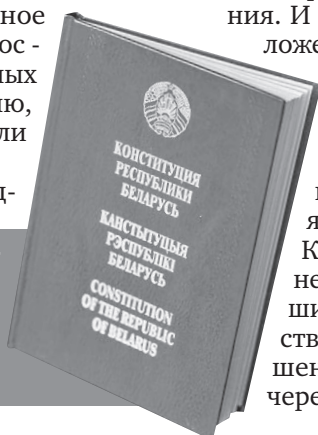 ное
ос -
ных
ю,
ли
д-
КОНСТИТУЦИЯ
РЕСПУБЛИКИ
БЕЛАРУСЬ
КАНСТЫТУЦЫЯ
РЭСПУБЛІКІ
БЕЛАРУСЬ
CONSTITUTION
OF THE REPUBLIC
OF BELARUS
ния. И
ложе
я
К
не
ши
ств
шен
чере